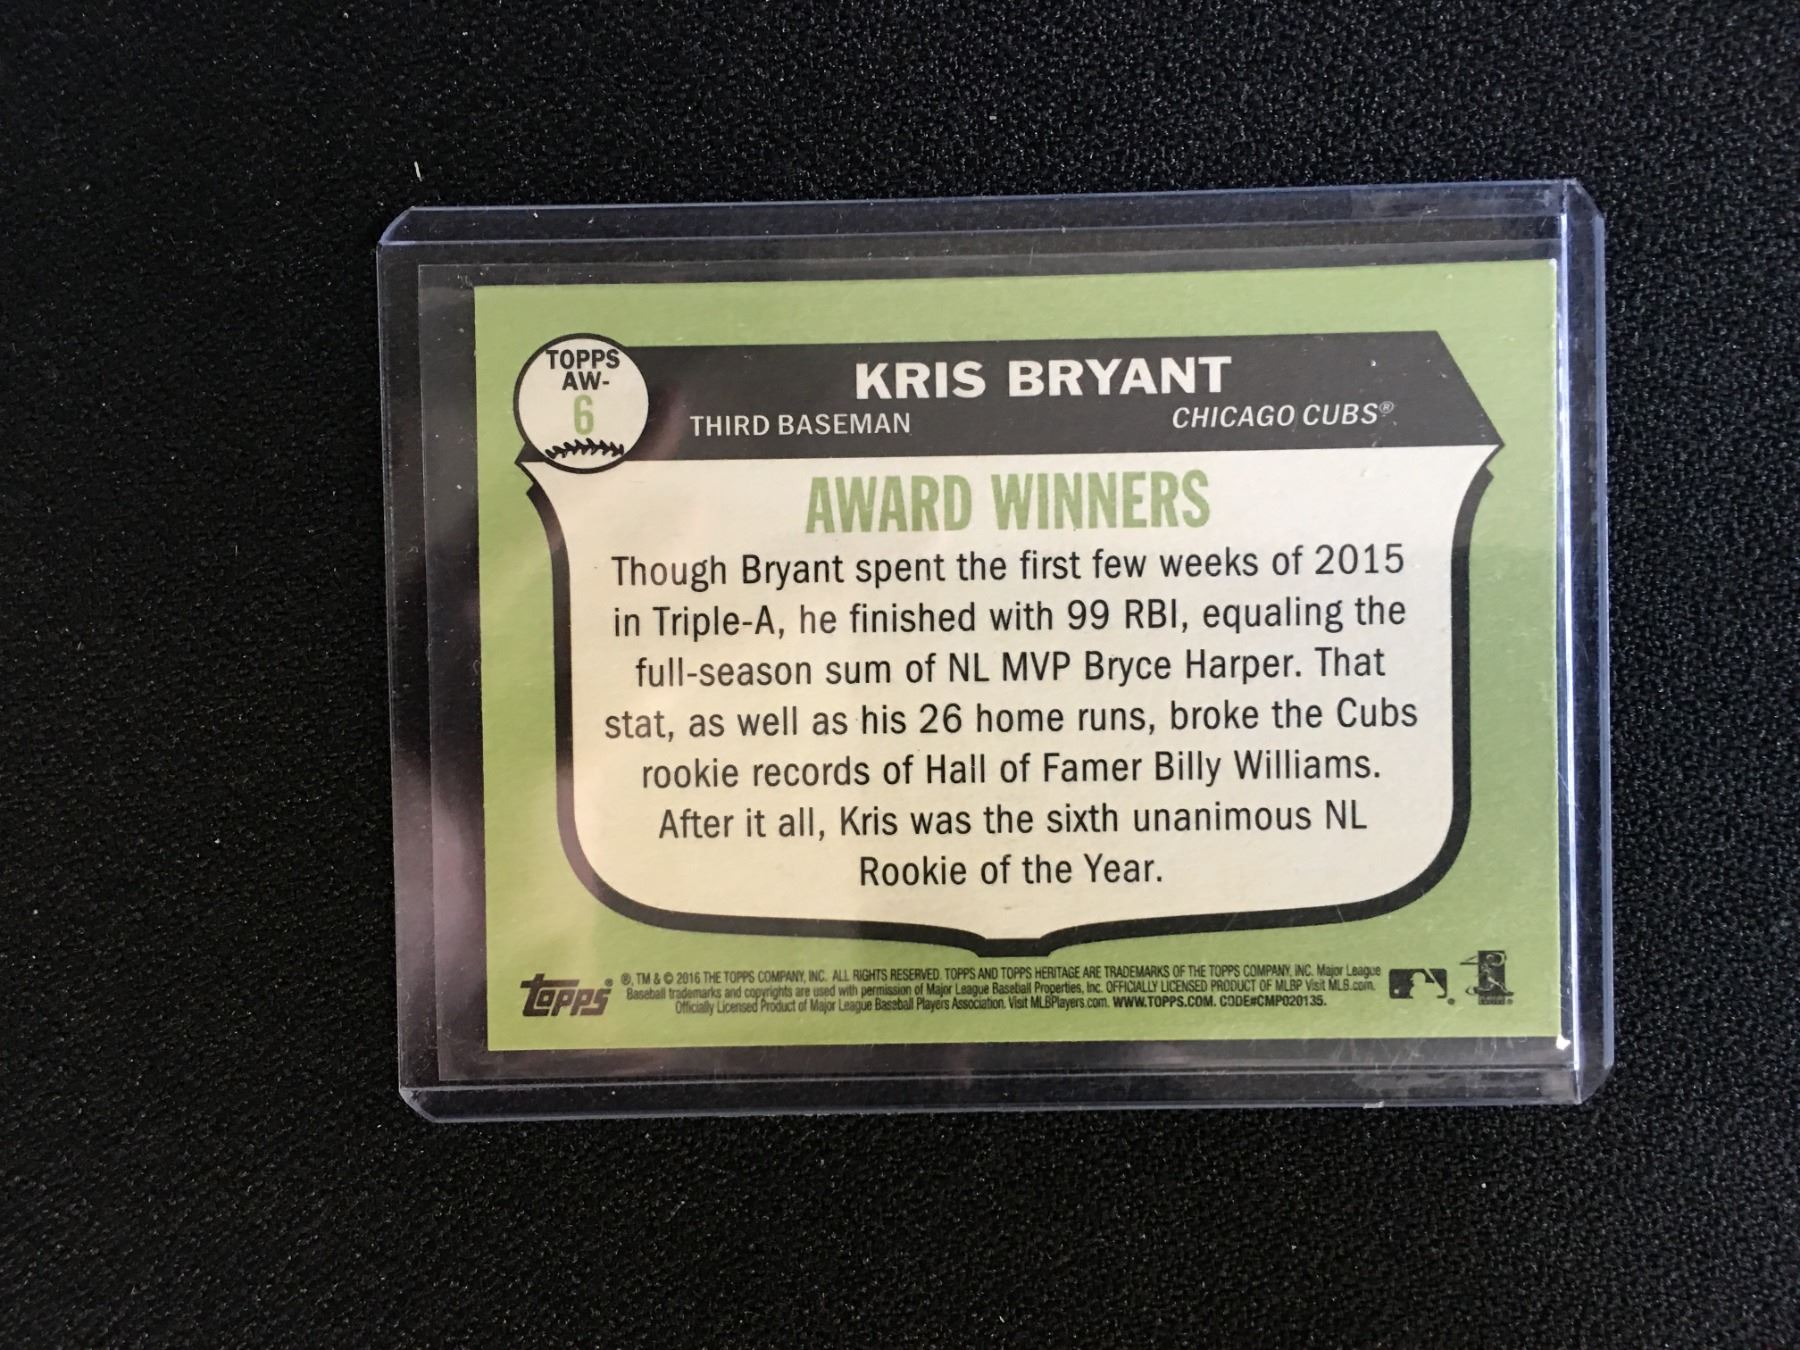 TOPPS
AW-
6
KRIS BRYANT
THIRD BASEMAN CHICAGO CUBS®
AWARD WINNERS
Though Bryant spent the first few weeks of 2015
in Triple-A, he finished with 99 RBI, equaling the
full-season sum of NL MVP Bryce Harper. That
stat, as well as his 26 home runs, broke the Cubs
rookie records of Hall of Famer Billy Williams.
After it all, Kris was the sixth unanimous NL
Rookie of the Year.
topps®
®, TM & © 2016 THE TOPPS COMPANY, INC. ALL RIGHTS RESERVED. TOPPS AND TOPPS HERITAGE ARE TRADEMARKS OF THE TOPPS COMPANY, INC. Major League
Baseball trademarks and copyrights are used with permission of Major League Baseball Properties, Inc. OFFICIALLY LICENSED PRODUCT OF MLBP Visit MLB.com.
Officially Licensed Product of Major League Baseball Players Association. Visit MLBPlayers.com. WWW.TOPPS.COM. CODE#CMP020135.